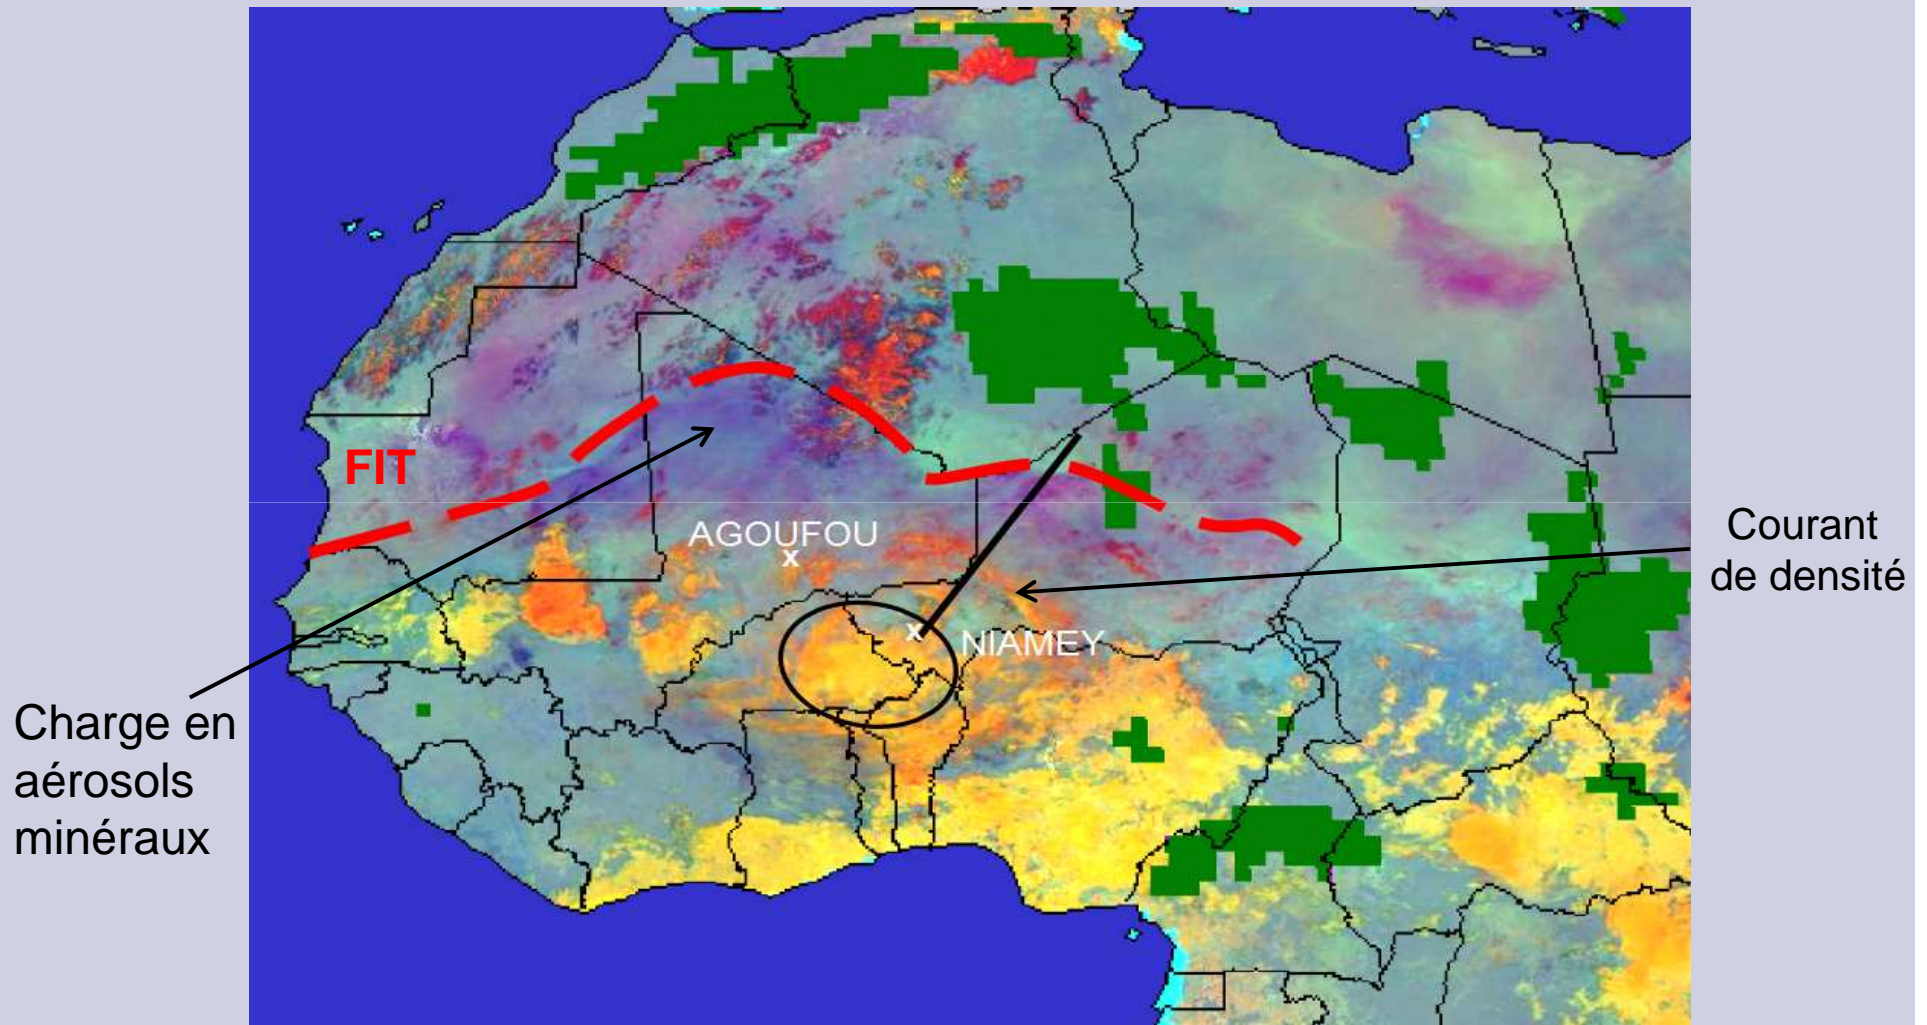 FIT
AGOUFOU
x
x
NIAMEY
Courant
de densité
Charge en
aérosols
minéraux